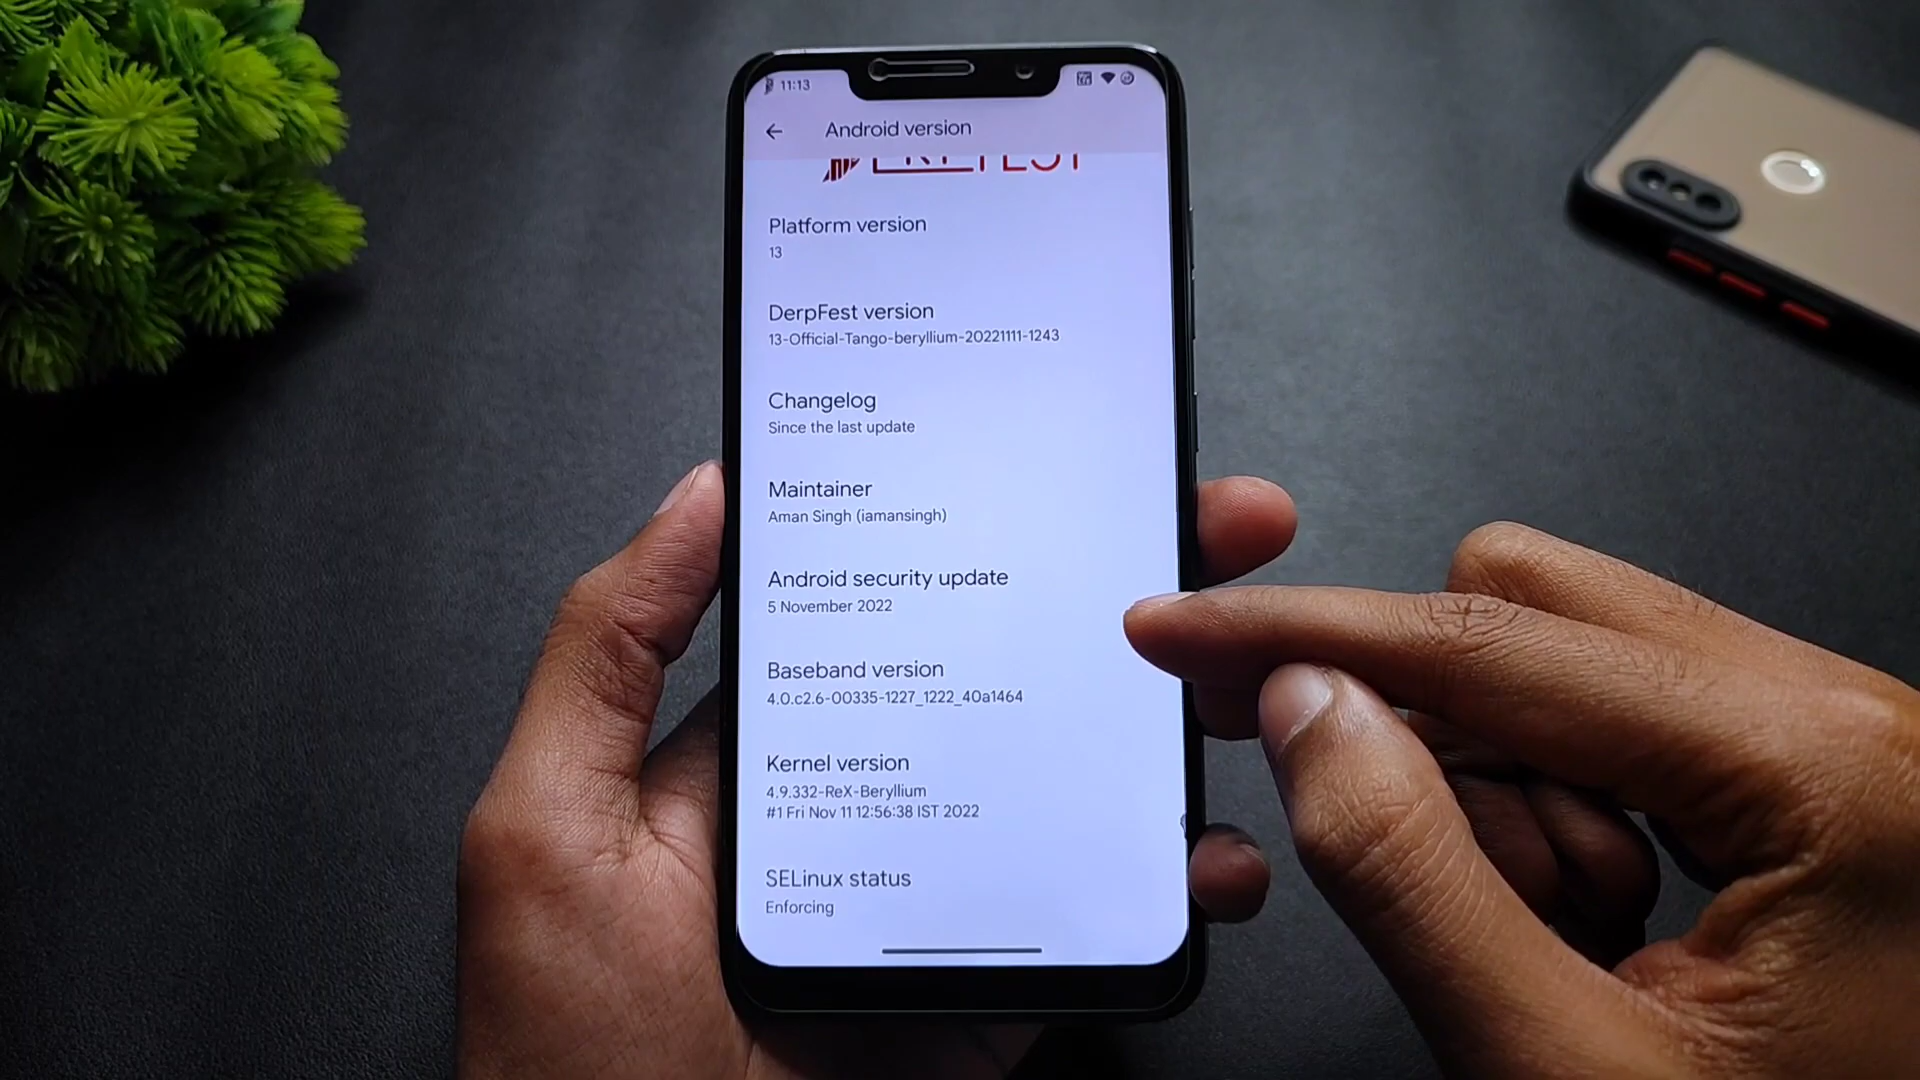 11:13
Android version
Platform version
13
DerpFest version
13-Official-Tango-beryllium-20221111-1243
Changelog
Since the last update
Maintainer
Aman Singh (iamansingh)
Android security update
5 November 2022
Baseband version
4.0.c2.6-00335-1227_1222_40a1464
Kernel version
4.9.332-ReX-Beryllium
#1 Fri Nov 11 12:56:38 IST 2022
SELinux status
Enforcing